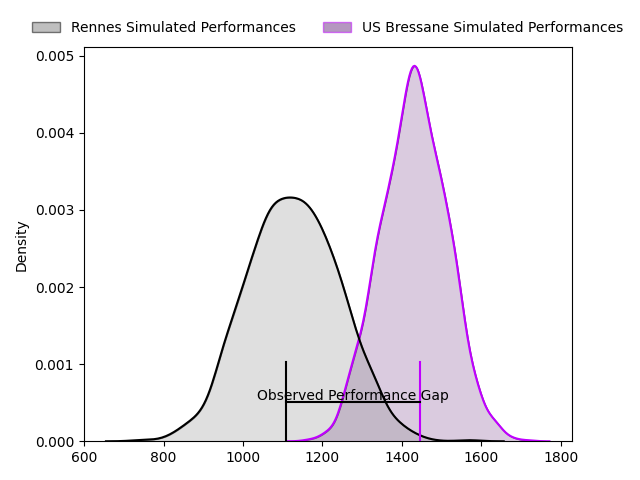 Rennes Simulated Performances
US Bressane Simulated Performances
0.005
0.004
0.003
0.002
0.001
0.000
Density
Observed Performance Gap
600 800 1000 1200 1400 1600 1800